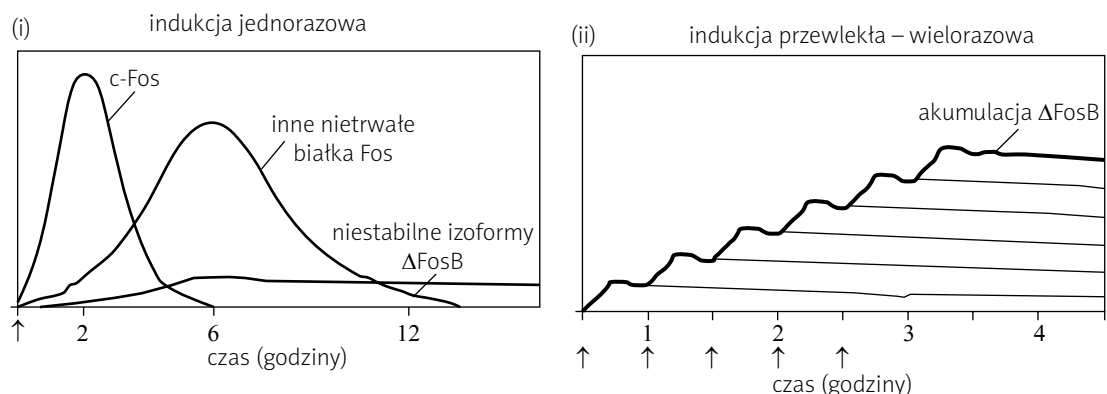 (i)
indukcja jednorazowa
c-Fos
inne nietrwałe
białka Fos
niestabilne izoformy
ΔFosB
↑ 2 6 12
czas (godziny)
(ii)
indukcja przewlekła – wielorazowa
akumulacja ΔFosB
1 2 3 4
↑ ↑ ↑ ↑ ↑
czas (godziny)